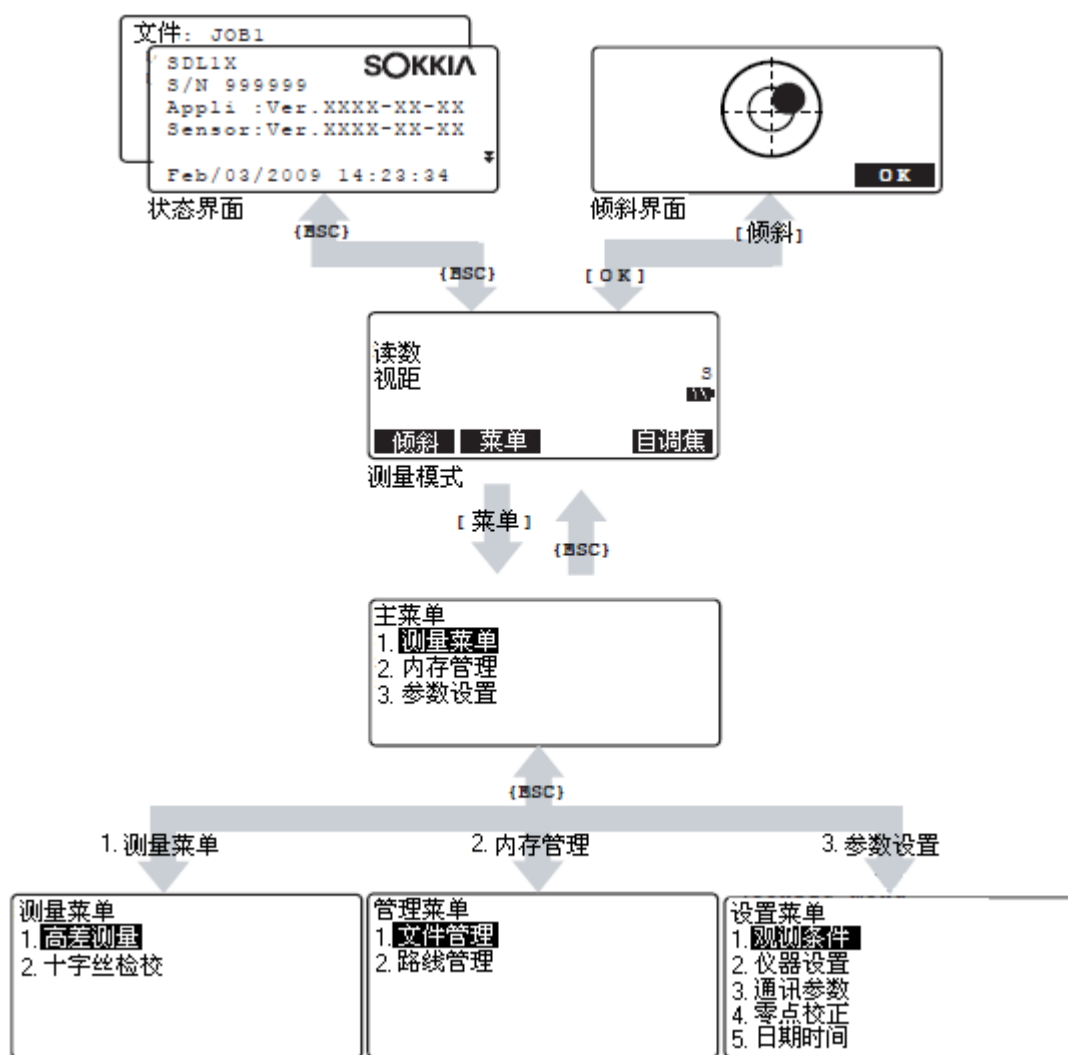 文件: JOB1
SDL1X SOKKIA
S/N 999999
Appli :Ver.XXXX-XX-XX
Sensor:Ver.XXXX-XX-XX
Feb/03/2009 14:23:34
状态界面
{ESC}
{ESC}
OK
倾斜界面
[倾斜]
[OK]
读数
视距
S
倾斜 菜单 自调焦
测量模式
[菜单]
{ESC}
主菜单
1. 测量菜单
2. 内存管理
3. 参数设置
{ESC}
1. 测量菜单 2. 内存管理 3. 参数设置
测量菜单
1. 高差测量
2. 十字丝检校
管理菜单
1. 文件管理
2. 路线管理
设置菜单
1. 观测条件
2. 仪器设置
3. 通讯参数
4. 零点校正
5. 日期时间